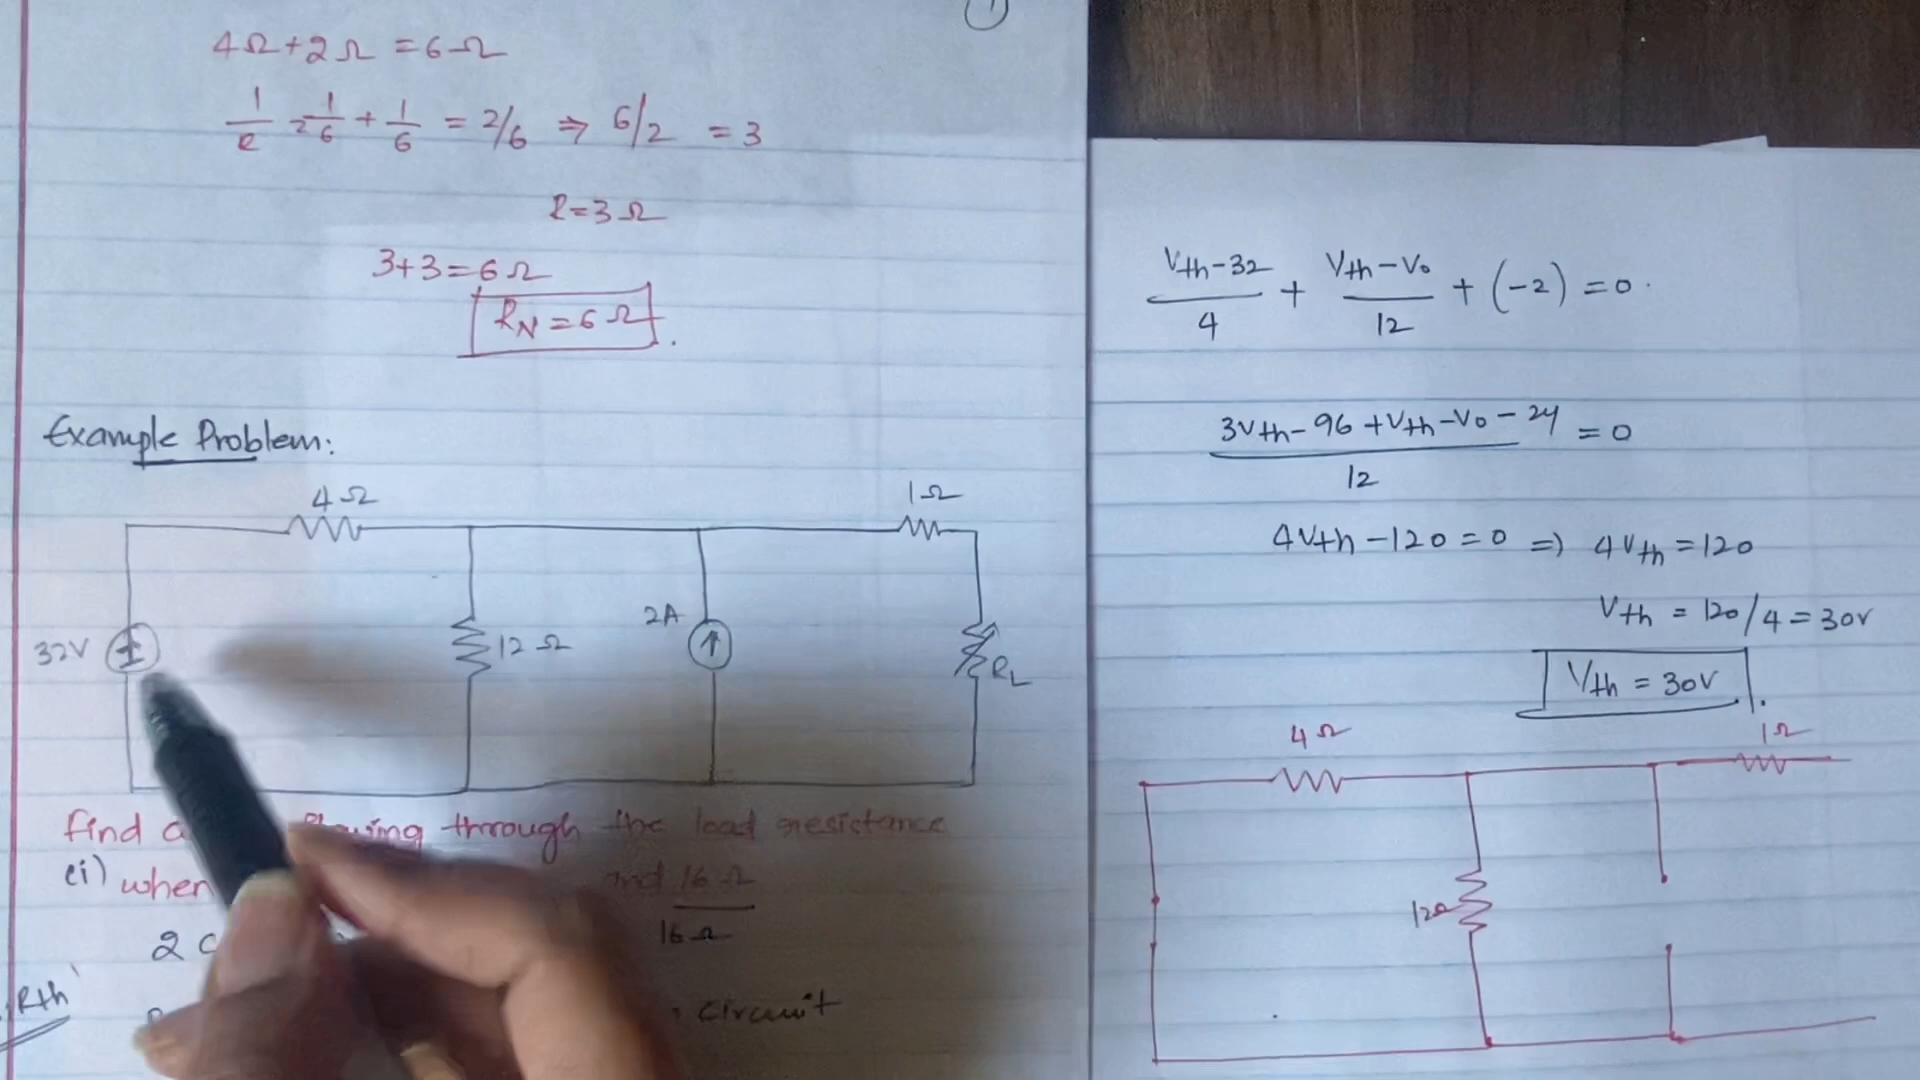 4Ω+2Ω =6Ω
1/R = 1/6 + 1/6 = 2/6 ⇒ 6/2 = 3
R=3Ω
3+3=6Ω
RN=6Ω.
Example Problem:
4Ω
1Ω
32V
12Ω
2A
RL
find flowing through the load resistance
(i) when 16Ω
2
16Ω
Rth
circuit
(Vth-32)/4 + (Vth-V0)/12 + (-2) =0.
(3Vth-96+Vth-V0-24)/12 =0
4Vth-120=0 ⇒ 4Vth=120
Vth = 120/4=30V
Vth = 30V.
4Ω
1Ω
12Ω